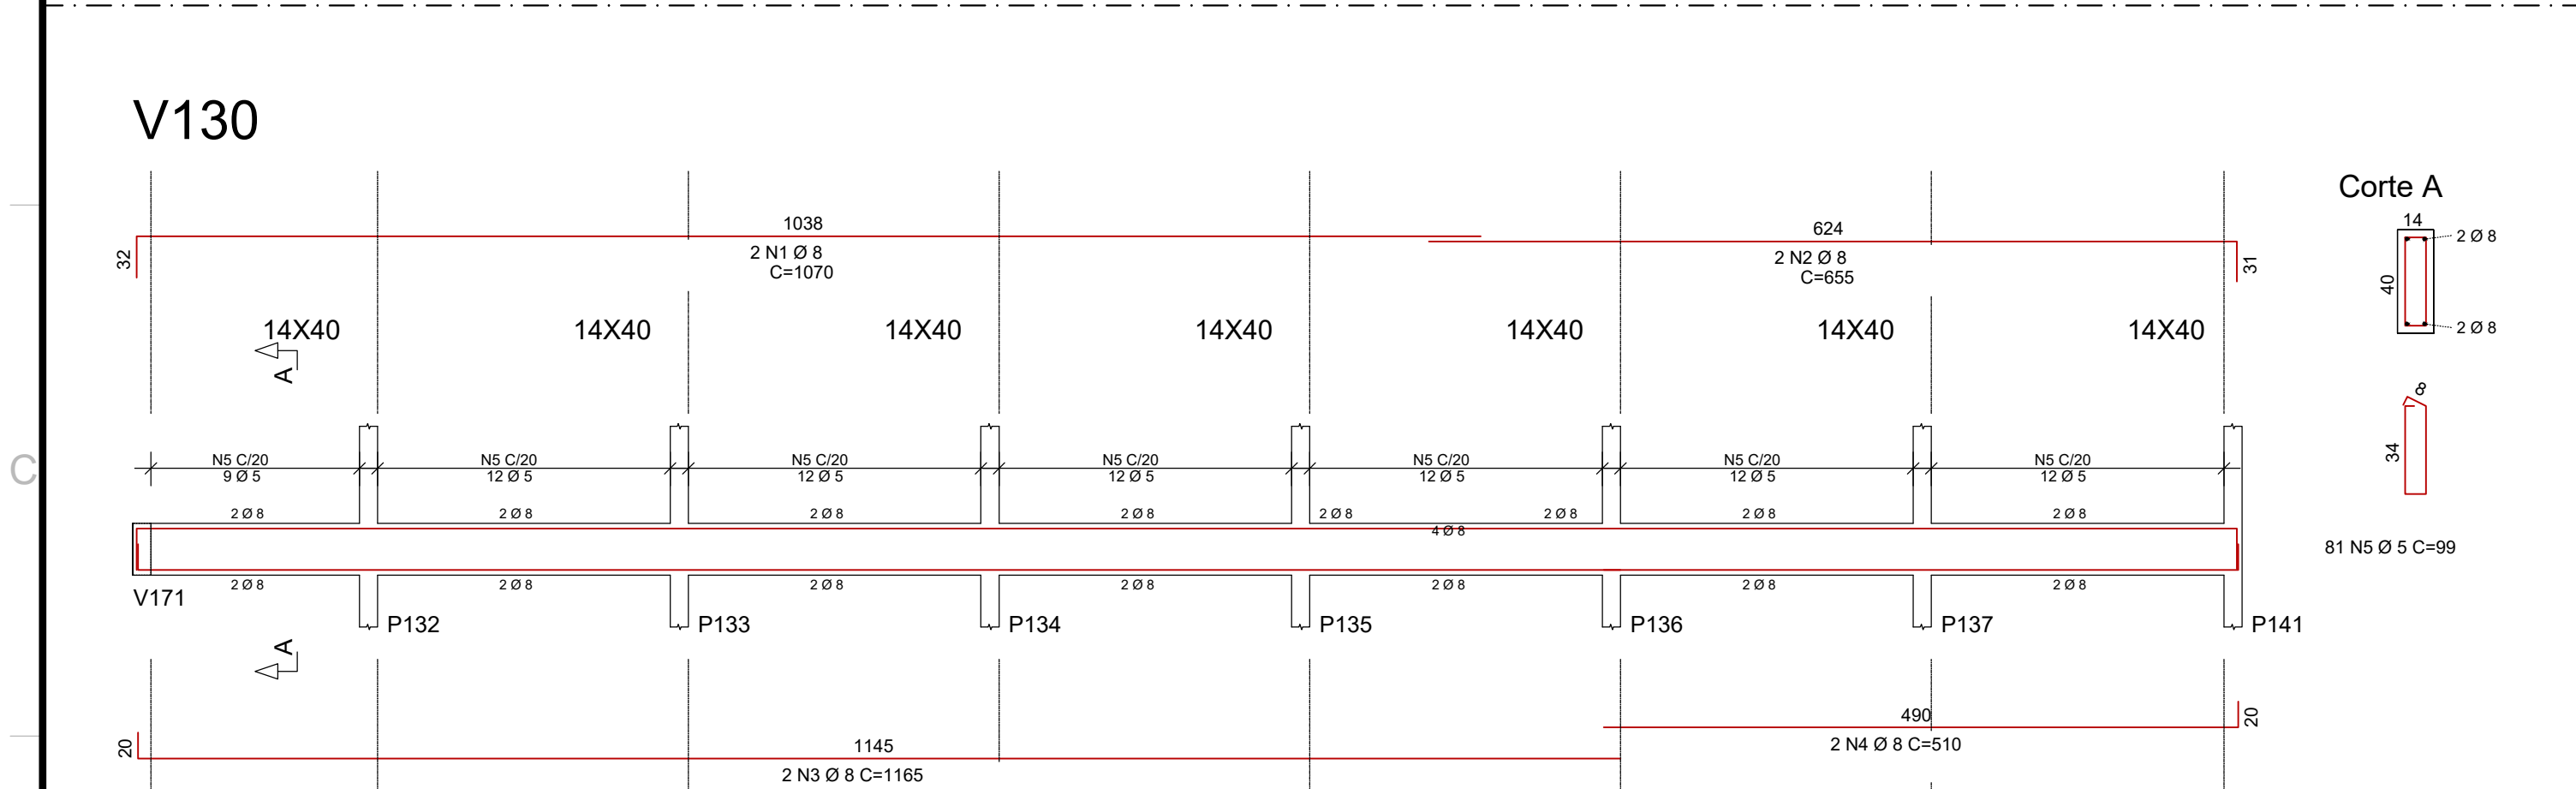 V130
1038
32
2 N1 Ø 8
C=1070
624
2 N2 Ø 8
C=655
31
14X40
14X40
14X40
14X40
14X40
14X40
14X40
A
C
N5 C/20
9 Ø 5
N5 C/20
12 Ø 5
N5 C/20
12 Ø 5
N5 C/20
12 Ø 5
N5 C/20
12 Ø 5
N5 C/20
12 Ø 5
N5 C/20
12 Ø 5
2 Ø 8
2 Ø 8
2 Ø 8
2 Ø 8
2 Ø 8
2 Ø 8
2 Ø 8
2 Ø 8
4 Ø 8
2 Ø 8
2 Ø 8
2 Ø 8
2 Ø 8
2 Ø 8
2 Ø 8
2 Ø 8
V171
P132
P133
P134
P135
P136
P137
P141
A
20
1145
2 N3 Ø 8 C=1165
490
2 N4 Ø 8 C=510
20
Corte A
14
2 Ø 8
40
2 Ø 8
8
34
81 N5 Ø 5 C=99